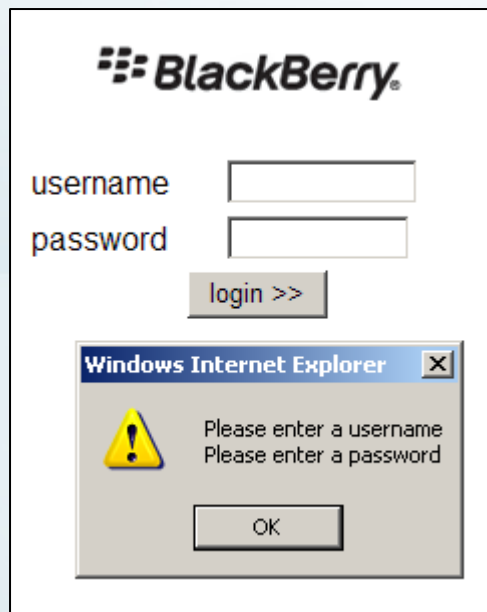 BlackBerry®
username
password
login >>
Windows Internet Explorer
Please enter a username
Please enter a password
OK